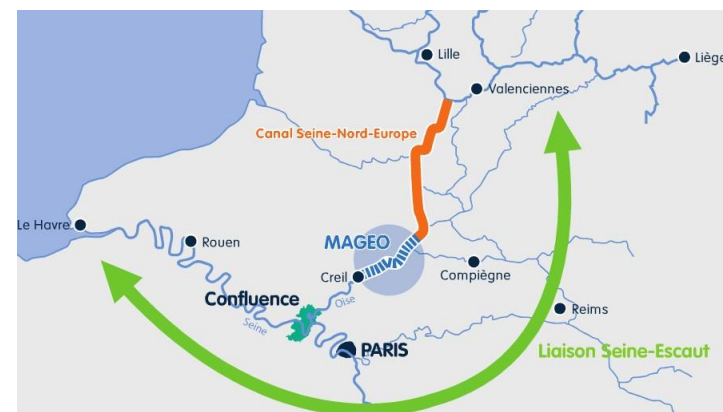 Lille
Liège
Valenciennes
Canal Seine-Nord-Europe
Le Havre
Rouen
MAGEO
Creil
Compiègne
Confluence
Oise
Seine
Reims
PARIS
Liaison Seine-Escaut